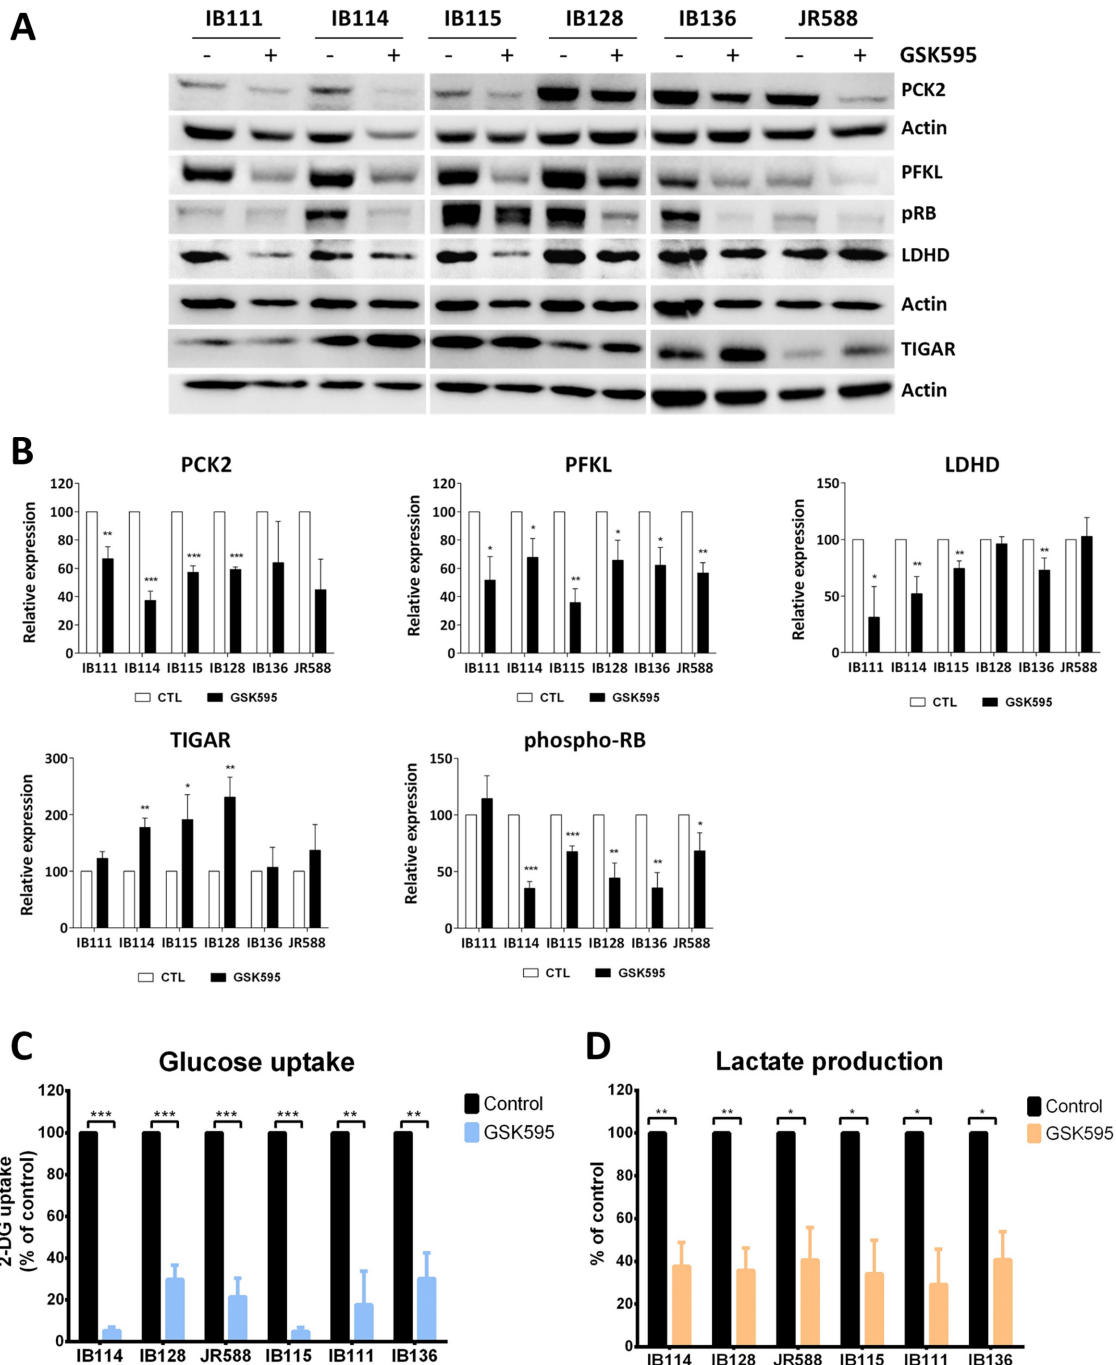 A
IB111 IB114 IB115 IB128 IB136 JR588
- + - + - + - + - + - + GSK595
PCK2
Actin
PFKL
pRB
LDHD
Actin
TIGAR
Actin
B
PCK2
Relative expression
120
100
80
60
40
20
0
** *** *** ***
IB111 IB114 IB115 IB128 IB136 JR588
CTL GSK595
PFKL
Relative expression
120
100
80
60
40
20
0
* * ** * * **
IB111 IB114 IB115 IB128 IB136 JR588
CTL GSK595
LDHD
Relative expression
150
100
50
0
* ** ** **
IB111 IB114 IB115 IB128 IB136 JR588
CTL GSK595
TIGAR
Relative expression
300
200
100
0
** * **
IB111 IB114 IB115 IB128 IB136 JR588
CTL GSK595
phospho-RB
Relative expression
150
100
50
0
*** *** ** ** *
IB111 IB114 IB115 IB128 IB136 JR588
CTL GSK595
C
Glucose uptake
2-DG uptake
(% of control)
120
100
80
60
40
20
0
*** *** *** *** ** **
IB114 IB128 JR588 IB115 IB111 IB136
Control
GSK595
D
Lactate production
% of control
120
100
80
60
40
20
0
** ** * * * *
IB114 IB128 JR588 IB115 IB111 IB136
Control
GSK595